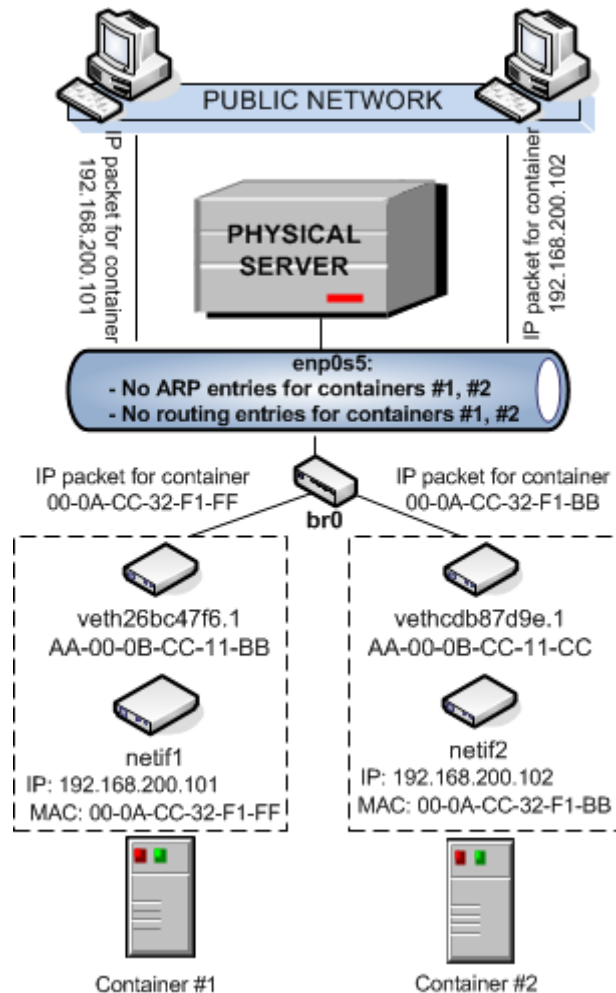 PUBLIC NETWORK
IP packet for container
192.168.200.101
IP packet for container
192.168.200.102
PHYSICAL
SERVER
enp0s5:
- No ARP entries for containers #1, #2
- No routing entries for containers #1, #2
IP packet for container
00-0A-CC-32-F1-FF
IP packet for container
00-0A-CC-32-F1-BB
br0
veth26bc47f6.1
AA-00-0B-CC-11-BB
vethcdb87d9e.1
AA-00-0B-CC-11-CC
netif1
IP: 192.168.200.101
MAC: 00-0A-CC-32-F1-FF
netif2
IP: 192.168.200.102
MAC: 00-0A-CC-32-F1-BB
Container #1
Container #2